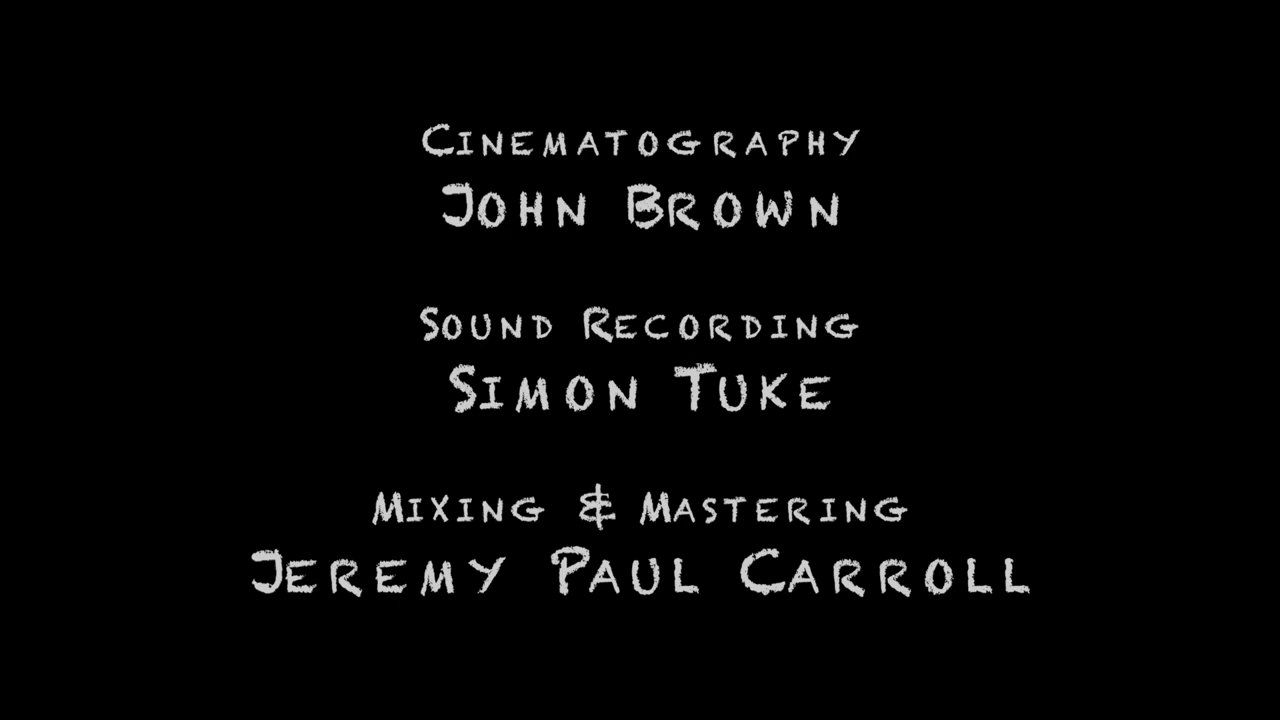 Cinematography
John Brown
Sound Recording
Simon Tuke
Mixing & Mastering
Jeremy Paul Carroll